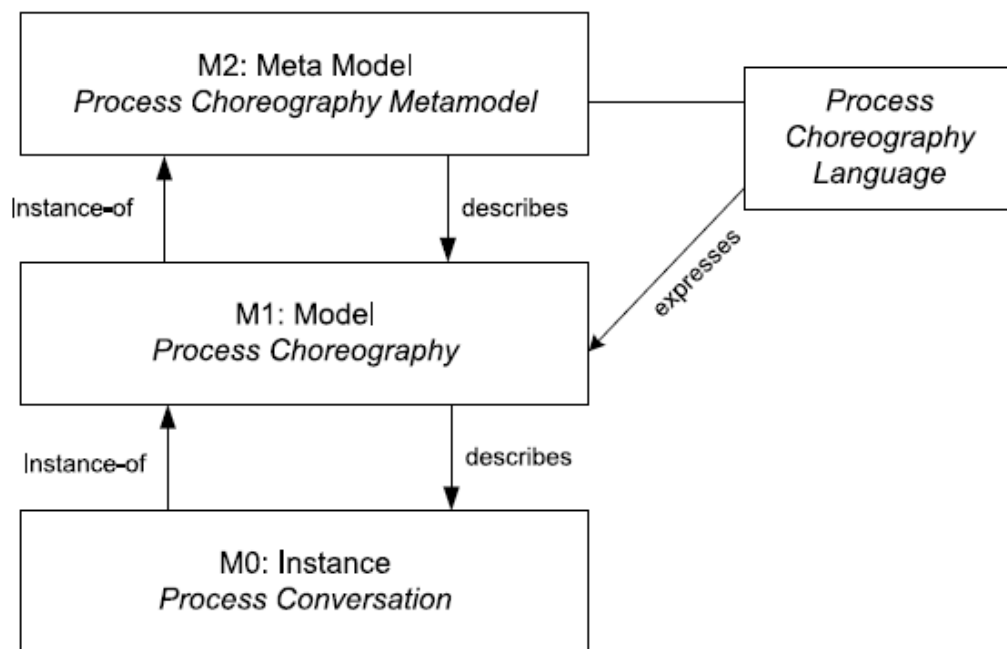 M2: Meta Model
Process Choreography Metamodel
Process
Choreography
Language
Instance-of
describes
expresses
M1: Model
Process Choreography
Instance-of
describes
M0: Instance
Process Conversation